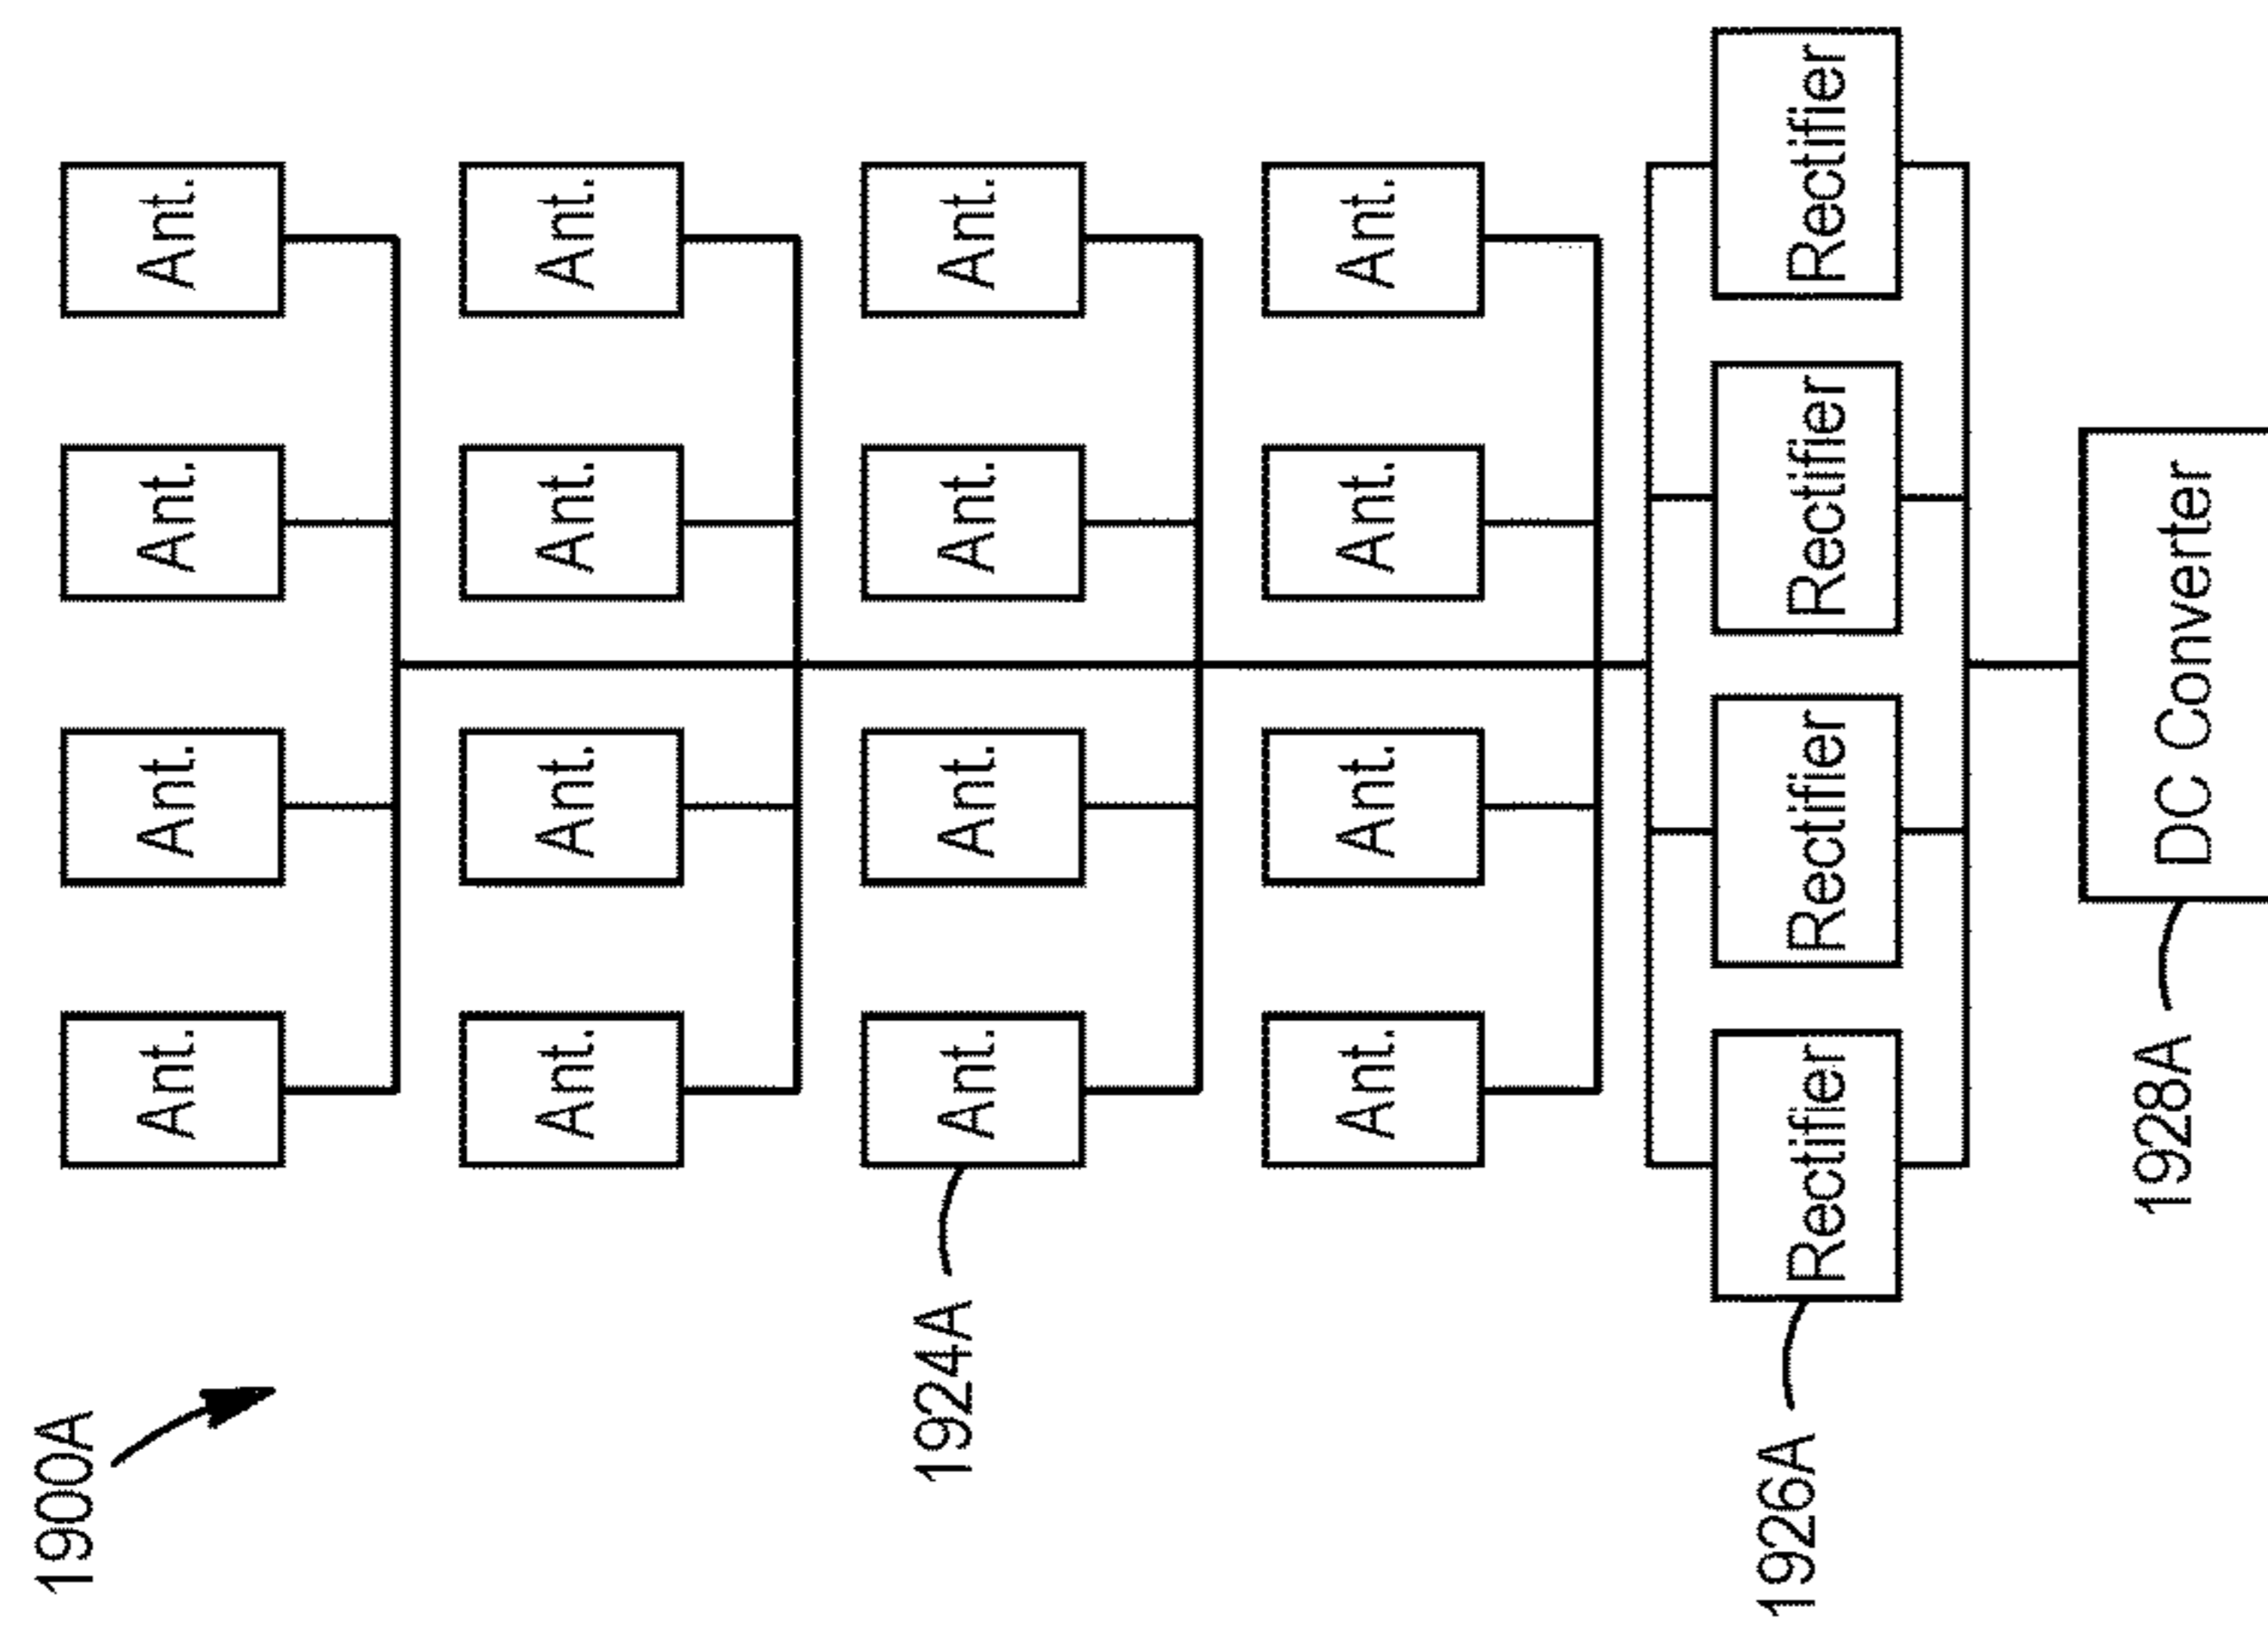 1900A
Ant. Ant. Ant. Ant.
Ant. Ant. Ant. Ant.
1924A
Ant. Ant. Ant. Ant.
Ant. Ant. Ant. Ant.
1926A
Rectifier Rectifier Rectifier Rectifier
1928A
DC Converter